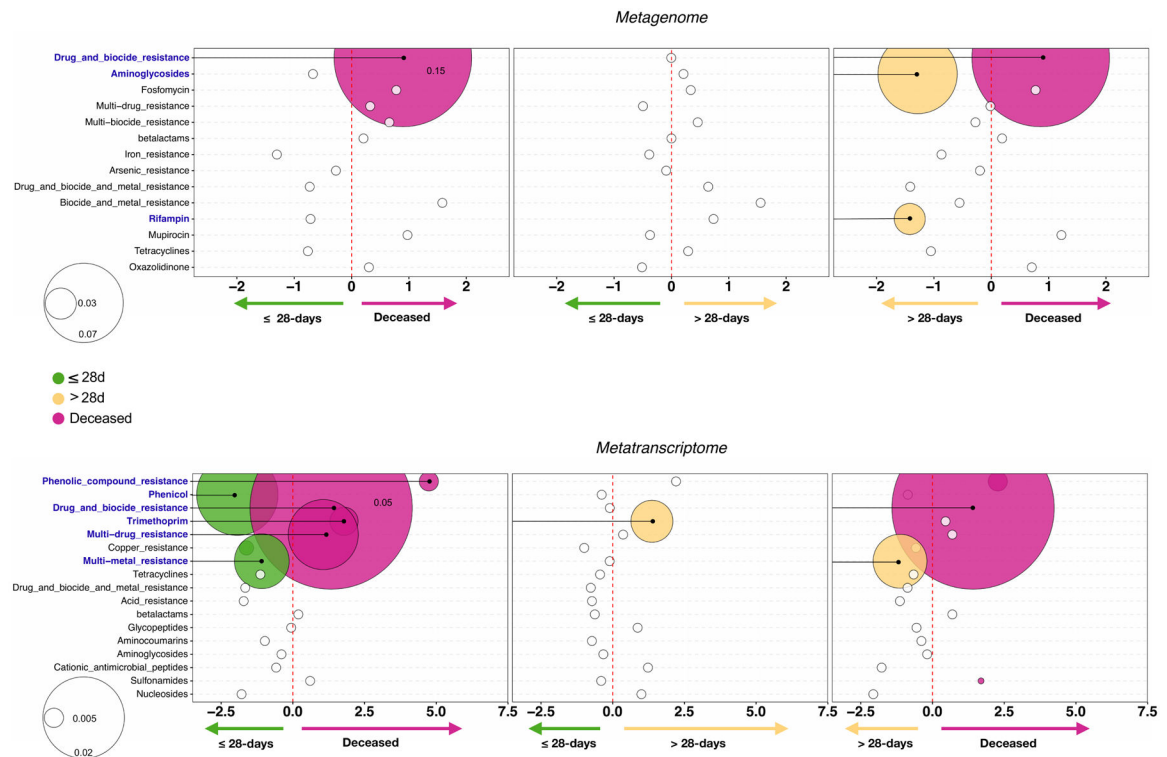 Metagenome
Drug_and_biocide_resistance
Aminoglycosides
Fosfomycin
Multi−drug_resistance
Multi−biocide_resistance
betalactams
Iron_resistance
Arsenic_resistance
Drug_and_biocide_and_metal_resistance
Biocide_and_metal_resistance
Rifampin
Mupirocin
Tetracyclines
Oxazolidinone
0.15
−2 −1 0 1 2 −2 −1 0 1 2 −2 −1 0 1 2
≤ 28-days Deceased ≤ 28-days > 28-days > 28-days Deceased
0.03
0.07
≤ 28d
> 28d
Deceased
Metatranscriptome
Phenolic_compound_resistance
Phenicol
Drug_and_biocide_resistance
Trimethoprim
Multi−drug_resistance
Copper_resistance
Multi−metal_resistance
Tetracyclines
Drug_and_biocide_and_metal_resistance
Acid_resistance
betalactams
Glycopeptides
Aminocoumarins
Aminoglycosides
Cationic_antimicrobial_peptides
Sulfonamides
Nucleosides
0.05
−2.5 0.0 2.5 5.0 7.5 −2.5 0.0 2.5 5.0 7.5 −2.5 0.0 2.5 5.0 7.5
≤ 28-days Deceased ≤ 28-days > 28-days > 28-days Deceased
0.005
0.02